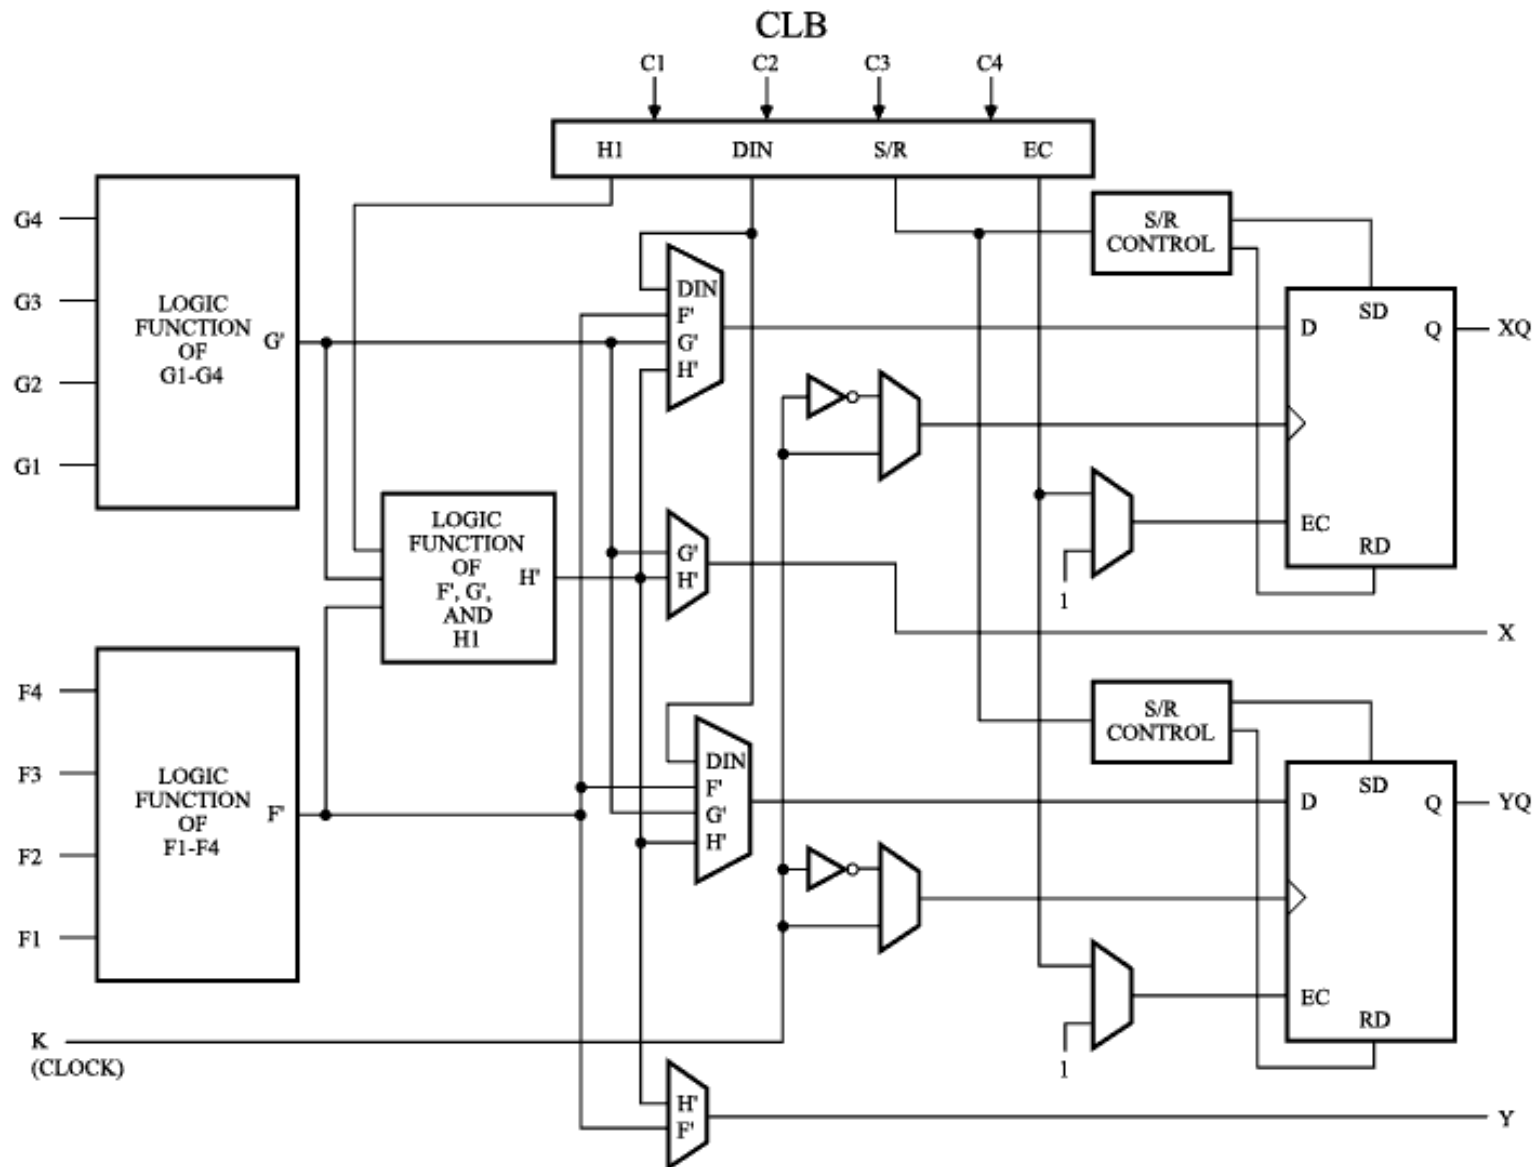 CLB
C1 C2 C3 C4
H1 DIN S/R EC
G4
G3
G2
G1
LOGIC
FUNCTION
OF
G1-G4
G'
S/R
CONTROL
DIN
F'
G'
H'
D
SD
Q
XQ
EC
RD
1
LOGIC
FUNCTION
OF
F', G',
AND
H1
H'
G'
H'
X
F4
F3
F2
F1
LOGIC
FUNCTION
OF
F1-F4
F'
S/R
CONTROL
DIN
F'
G'
H'
D
SD
Q
YQ
EC
RD
1
K
(CLOCK)
H'
F'
Y